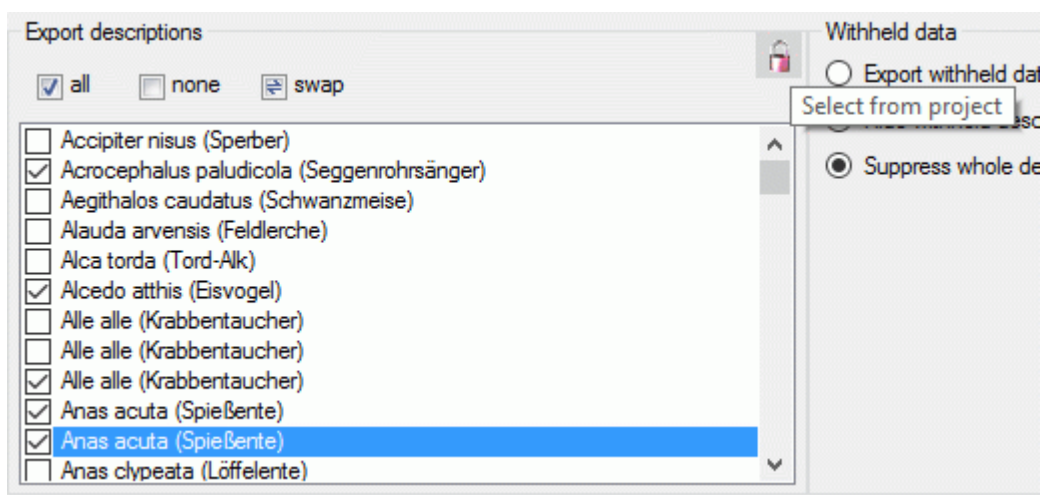 Export descriptions
all none swap
Accipiter nisus (Sperber)
Acrocephalus paludicola (Seggenrohrsänger)
Aegithalos caudatus (Schwanzmeise)
Alauda arvensis (Feldlerche)
Alca torda (Tord-Alk)
Alcedo atthis (Eisvogel)
Alle alle (Krabbentaucher)
Alle alle (Krabbentaucher)
Alle alle (Krabbentaucher)
Anas acuta (Spießente)
Anas acuta (Spießente)
Anas clypeata (Löffelente)
Withheld data
Export withheld dat
Select from project
Suppress whole de